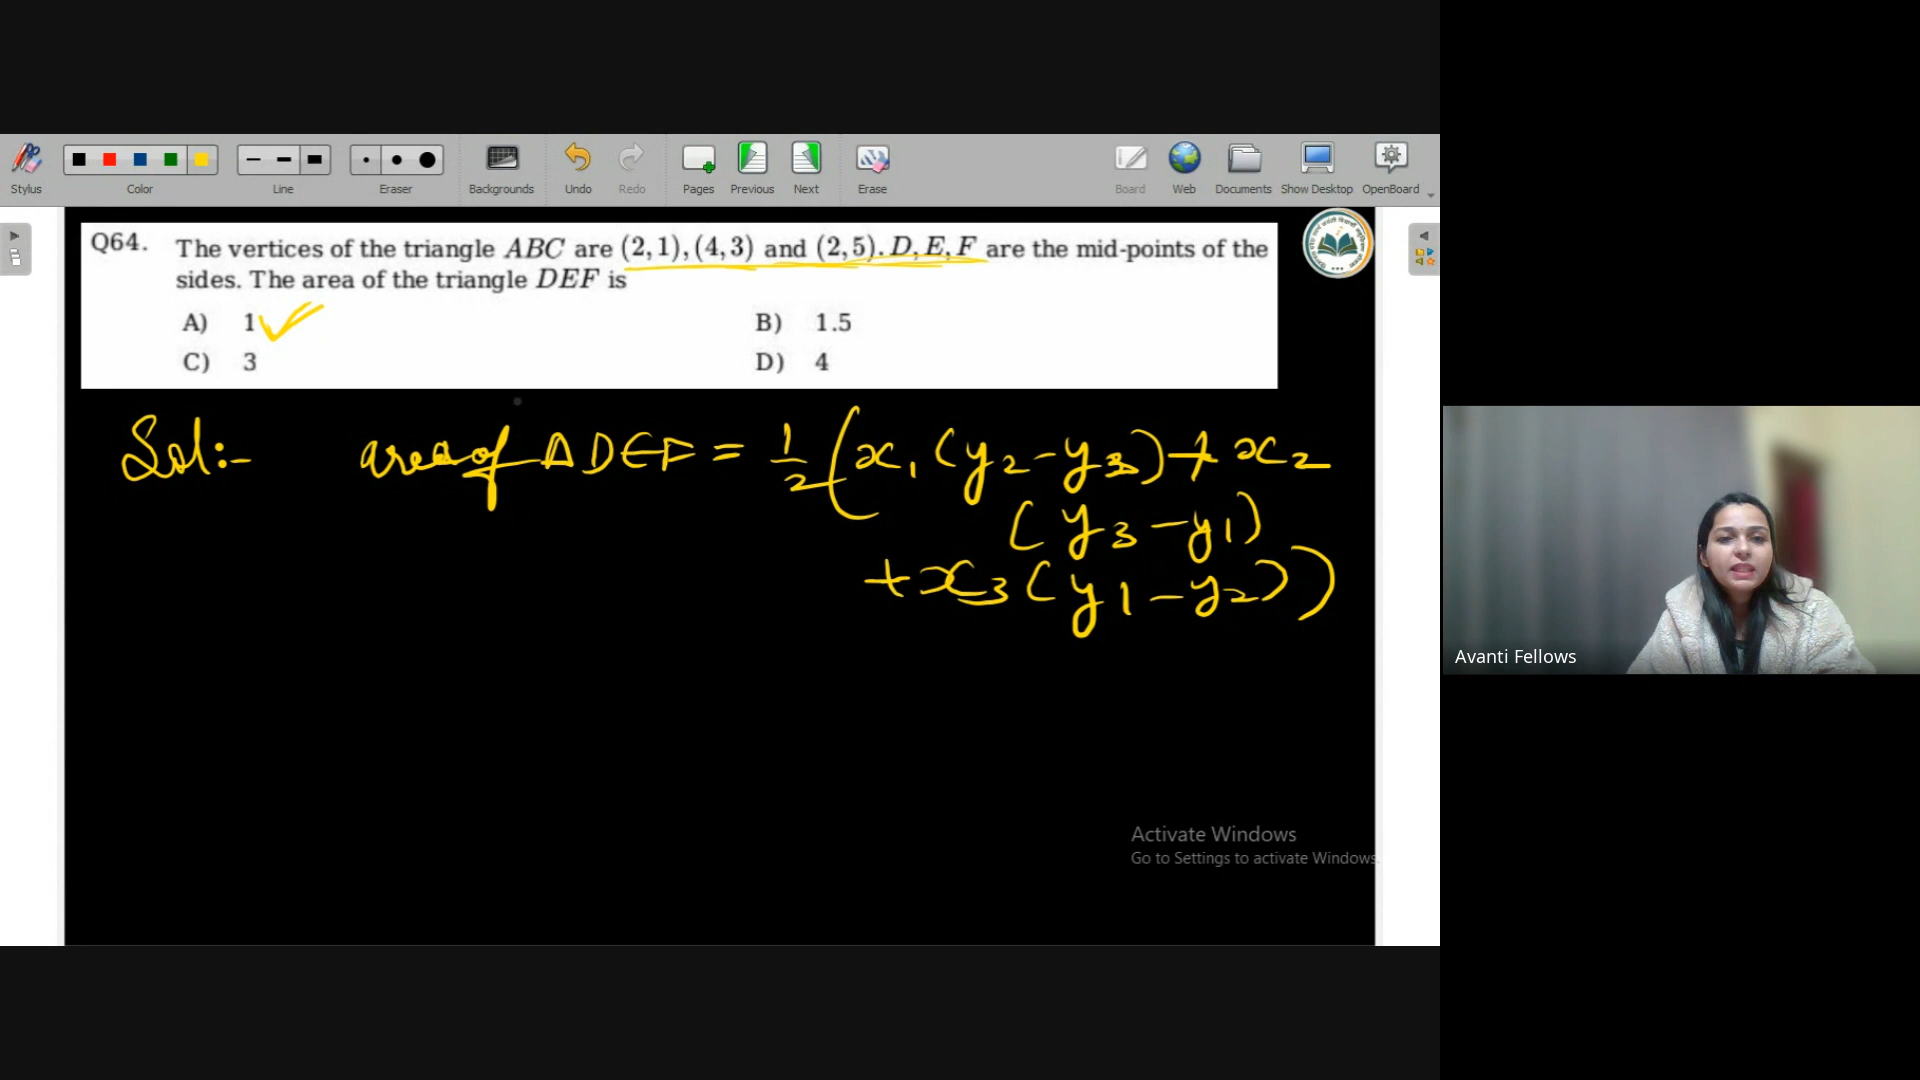 Stylus
Color
Line
Eraser
Backgrounds
Undo
Redo
Pages
Previous
Next
Erase
Board
Web
Documents
Show Desktop
OpenBoard
Q64. The vertices of the triangle ABC are (2,1),(4,3) and (2,5). D,E,F are the mid-points of the
sides. The area of the triangle DEF is
A) 1
B) 1.5
C) 3
D) 4
Sol:- area of ΔDEF = 1/2 (x₁(y₂-y₃)+x₂
(y₃-y₁)
+x₃(y₁-y₂))
Activate Windows
Go to Settings to activate Windows.
Avanti Fellows